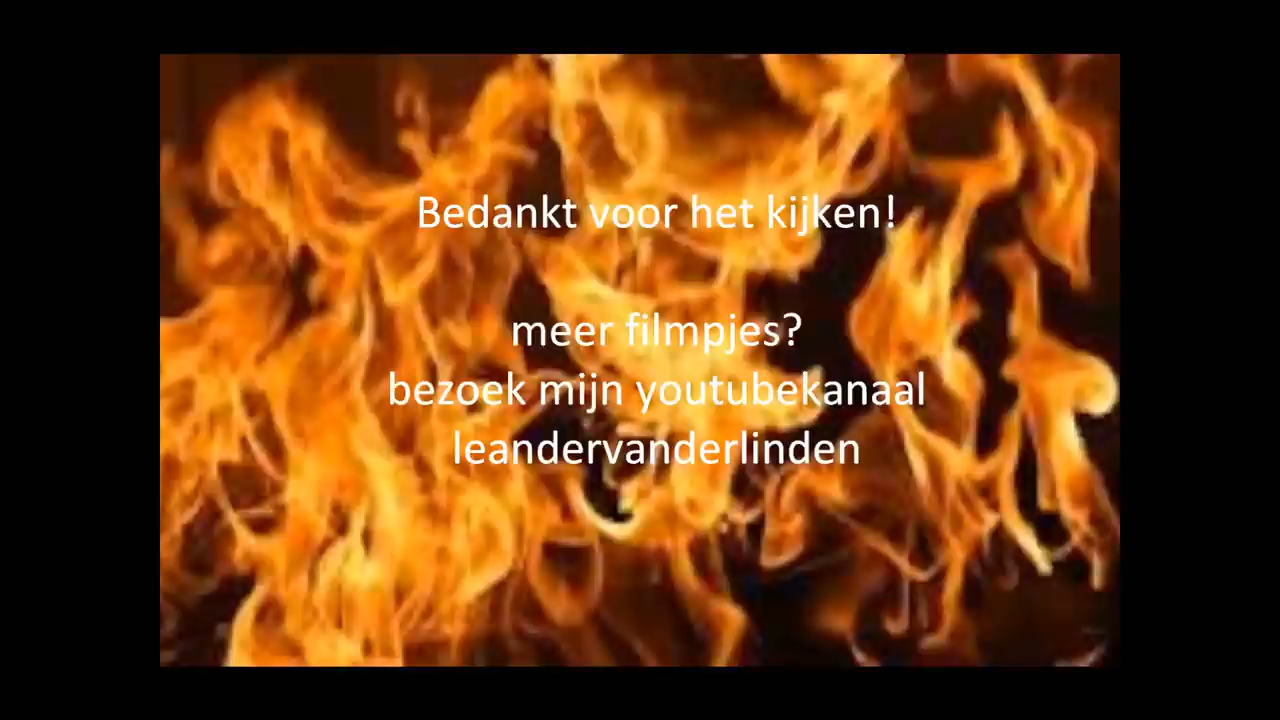 Bedankt voor het kijken!
meer filmpjes?
bezoek mijn youtubekanaal
leandervanderlinden